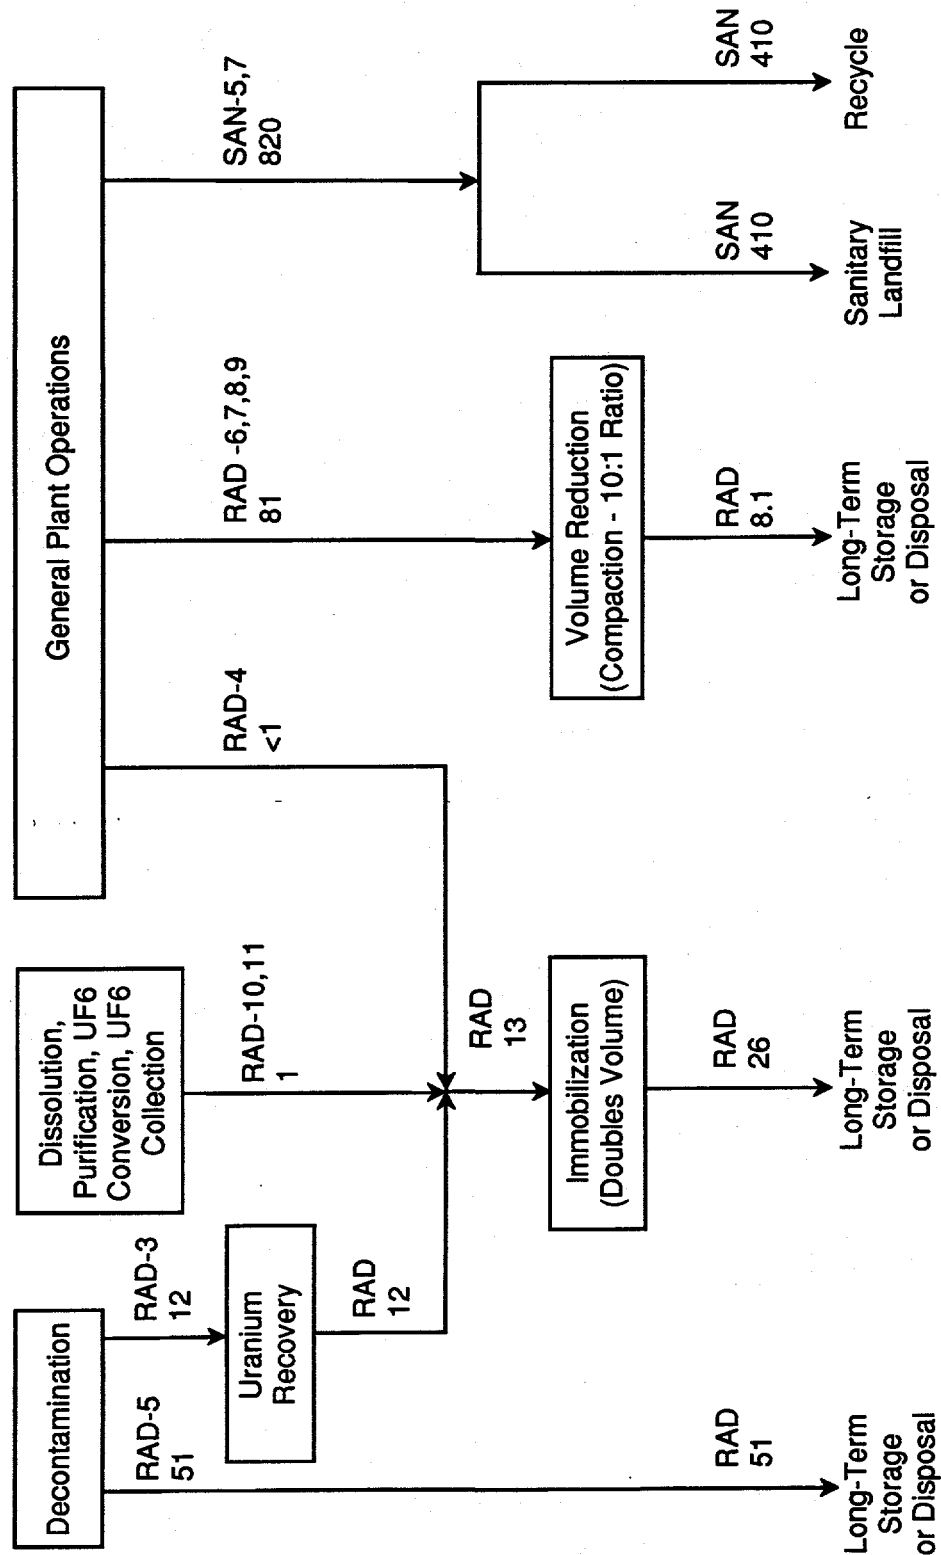 Decontamination
RAD-5
51
RAD-3
12
Uranium
Recovery
RAD
12
RAD
51
Long-Term
Storage
or Disposal
Dissolution,
Purification, UF6
Conversion, UF6
Collection
RAD-10,11
1
RAD
13
Immobilization
(Doubles Volume)
RAD
26
Long-Term
Storage
or Disposal
General Plant Operations
RAD-4
<1
RAD -6,7,8,9
81
Volume Reduction
(Compaction - 10:1 Ratio)
RAD
8.1
Long-Term
Storage
or Disposal
SAN-5,7
820
SAN
410
Sanitary
Landfill
SAN
410
Recycle